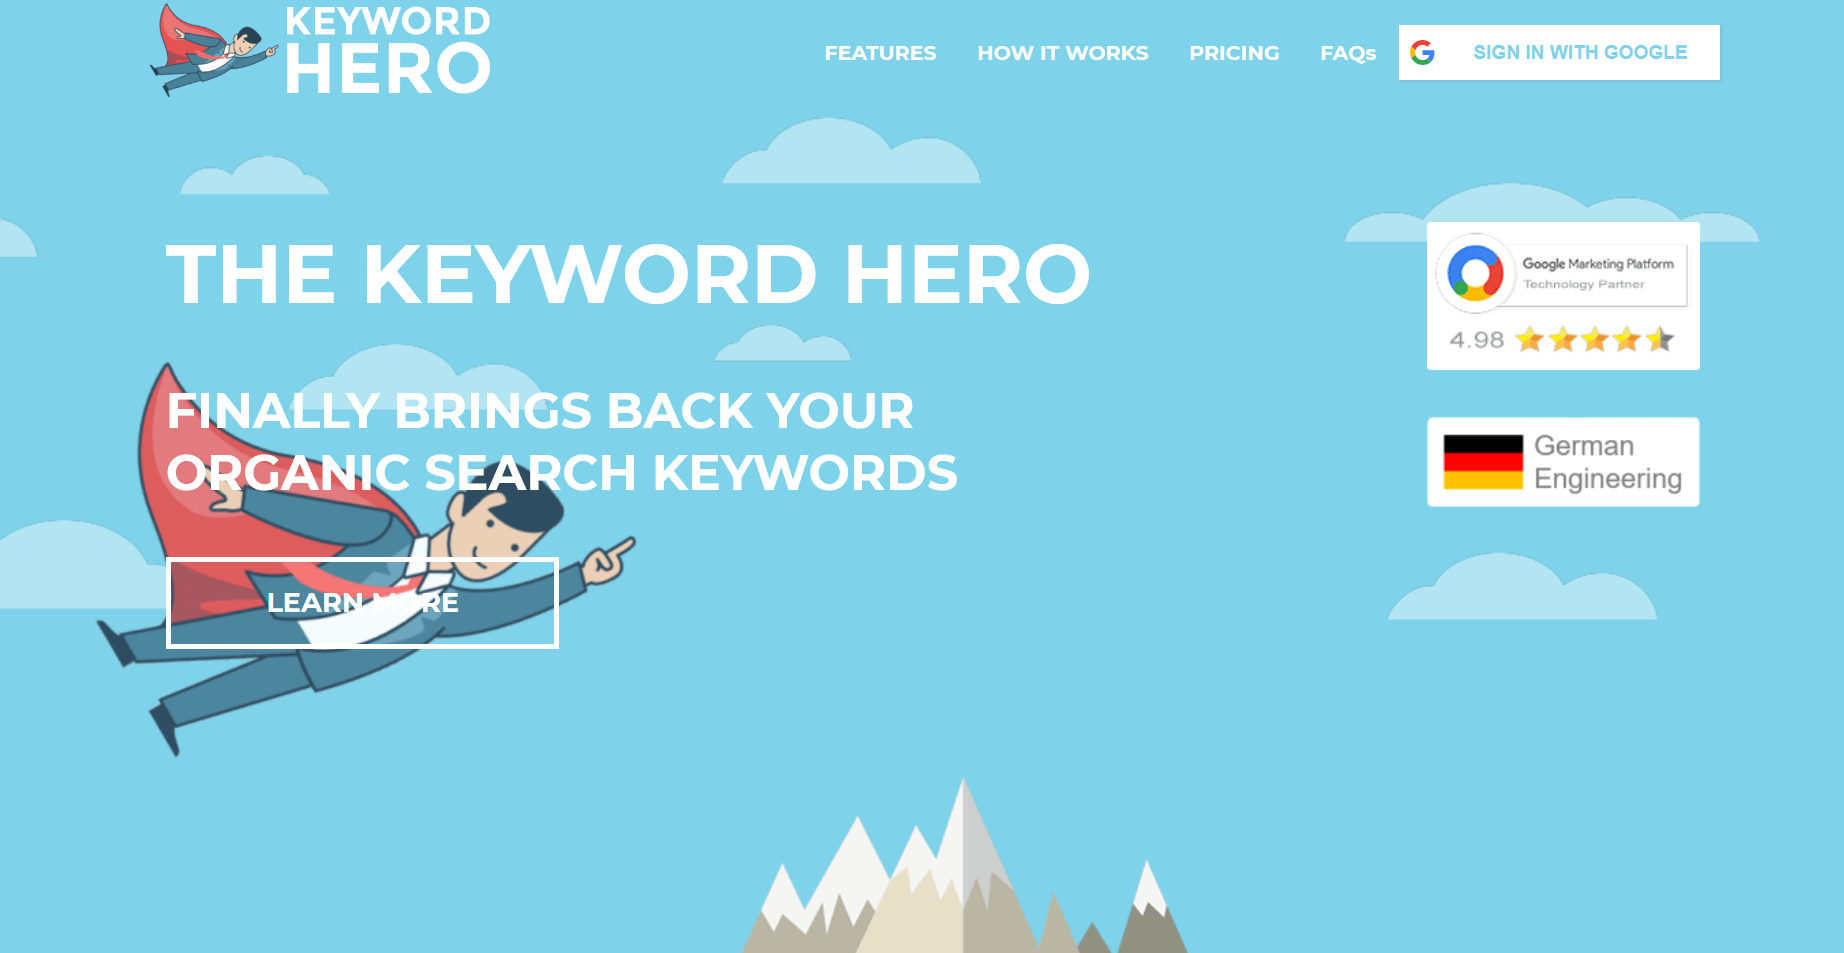 KEYWORD
HERO
FEATURES HOW IT WORKS PRICING FAQs SIGN IN WITH GOOGLE
THE KEYWORD HERO
FINALLY BRINGS BACK YOUR
ORGANIC SEARCH KEYWORDS
LEARN MORE
Google Marketing Platform
Technology Partner
4.98
German
Engineering